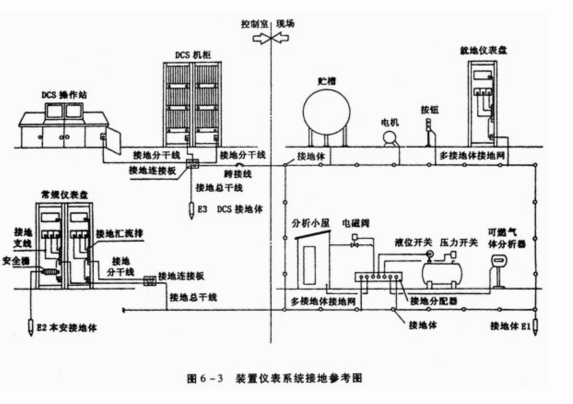 控制室 现场
DCS 机柜
就地仪表盘
贮槽
DCS 操作站
按钮
电机
接地分干线
接地分干线
接地体
多接地体接地网
接地连接板
跨接线
接地总干线
常规仪表盘
E3 DCS 接地体
接地
支线
接地汇流排
分析小屋
电磁阀
可燃气
体分析器
液位开关
压力开关
安全栅
接地
分干线
接地连接板
接地总干线
多接地体接地网
接地分配器
E2本安接地体
接地体
接地体 E1
图 6-3 装置仪表系统接地参考图